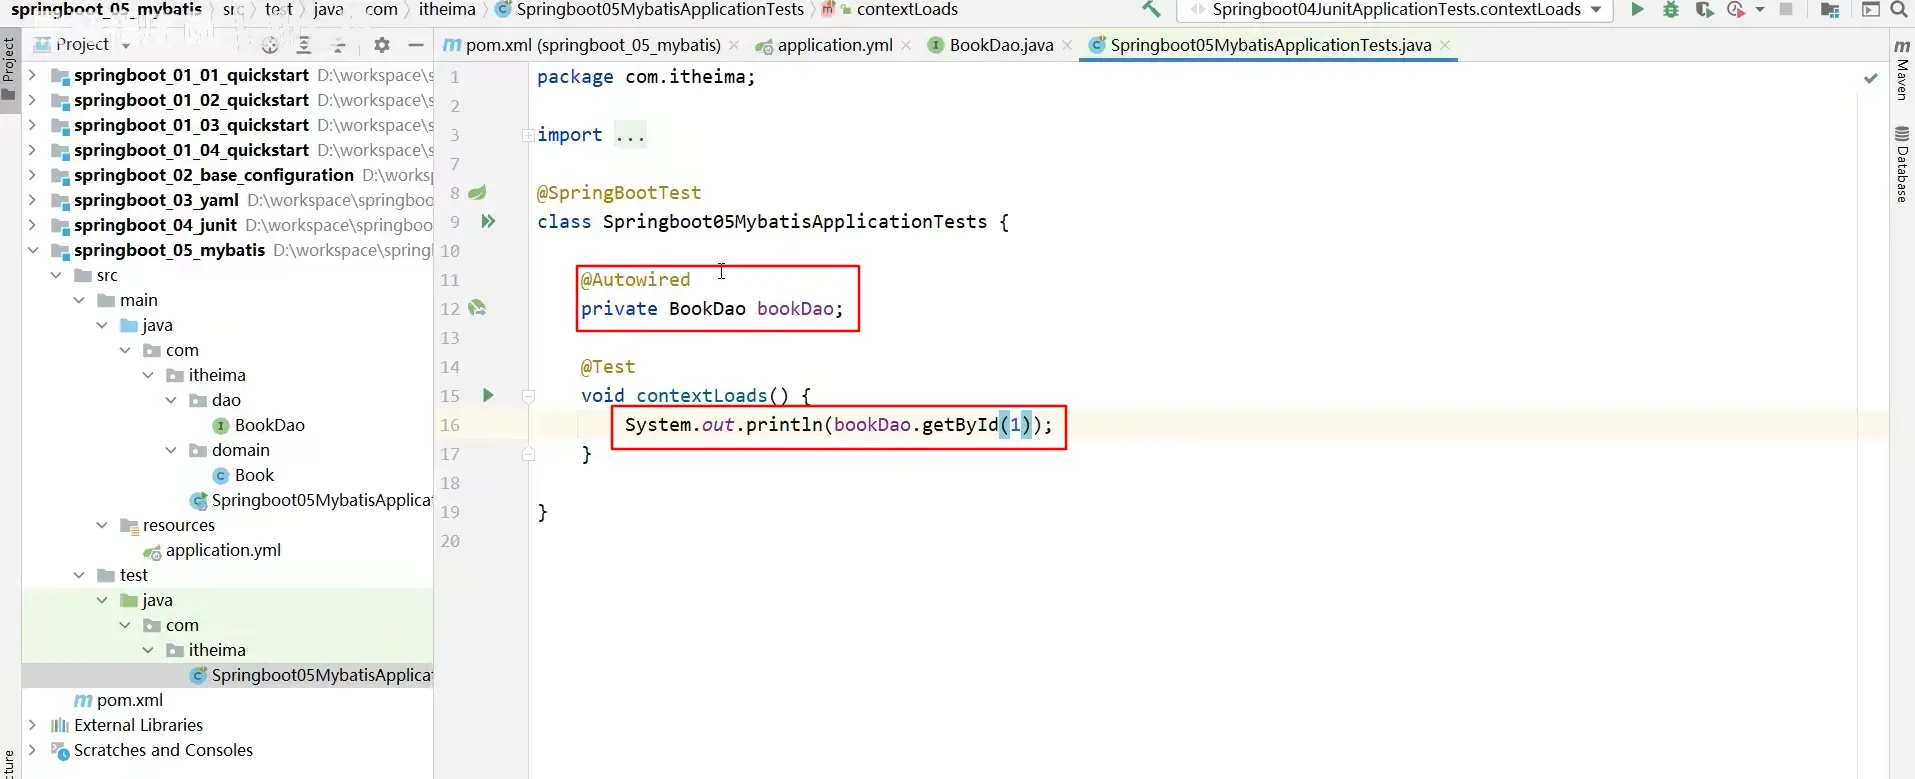 springboot_05_mybatis src test java com itheima Springboot05MybatisApplicationTests contextLoads Springboot04JunitApplicationTests.contextLoads
Project
pom.xml (springboot_05_mybatis) application.yml BookDao.java Springboot05MybatisApplicationTests.java
Project
Maven
Database
springboot_01_01_quickstart D:\workspace\s
springboot_01_02_quickstart D:\workspace\s
springboot_01_03_quickstart D:\workspace\s
springboot_01_04_quickstart D:\workspace\s
springboot_02_base_configuration D:\works
springboot_03_yaml D:\workspace\springboo
springboot_04_junit D:\workspace\springboo
springboot_05_mybatis D:\workspace\spring
src
main
java
com
itheima
dao
BookDao
domain
Book
Springboot05MybatisApplica
resources
application.yml
test
java
com
itheima
Springboot05MybatisApplica
pom.xml
External Libraries
Scratches and Consoles
1 package com.itheima;
2
3 import ...
7
8 @SpringBootTest
9 class Springboot05MybatisApplicationTests {
10
11 @Autowired
12 private BookDao bookDao;
13
14 @Test
15 void contextLoads() {
16 System.out.println(bookDao.getById(1));
17 }
18
19 }
20